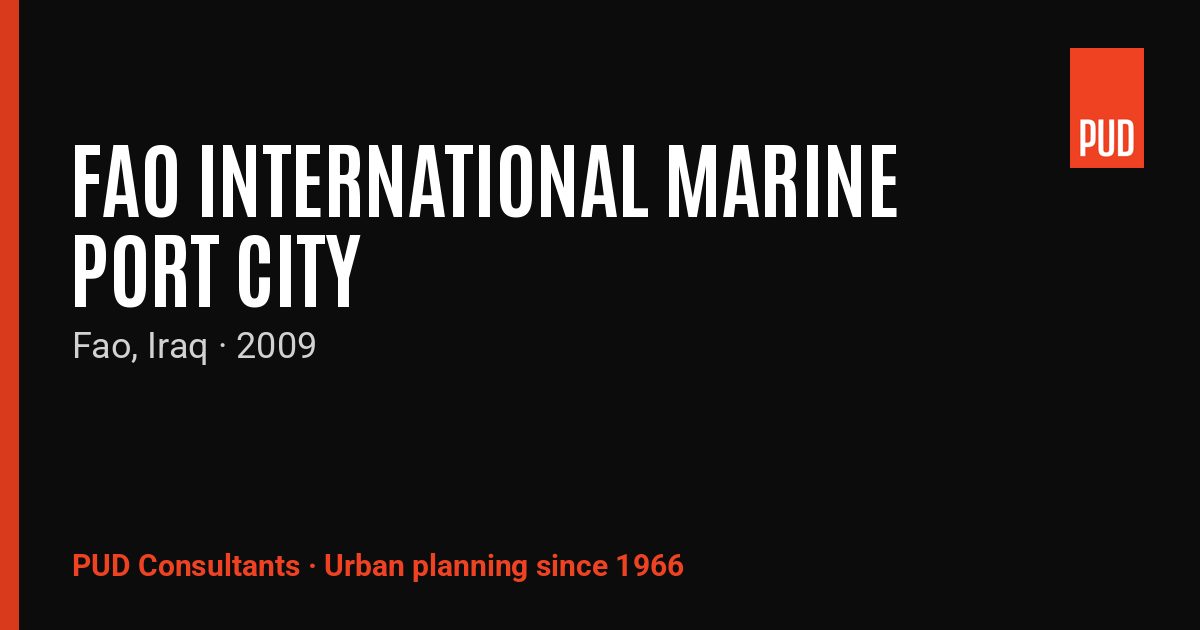 PUD
FAO INTERNATIONAL MARINE
PORT CITY
Fao, Iraq · 2009
PUD Consultants · Urban planning since 1966